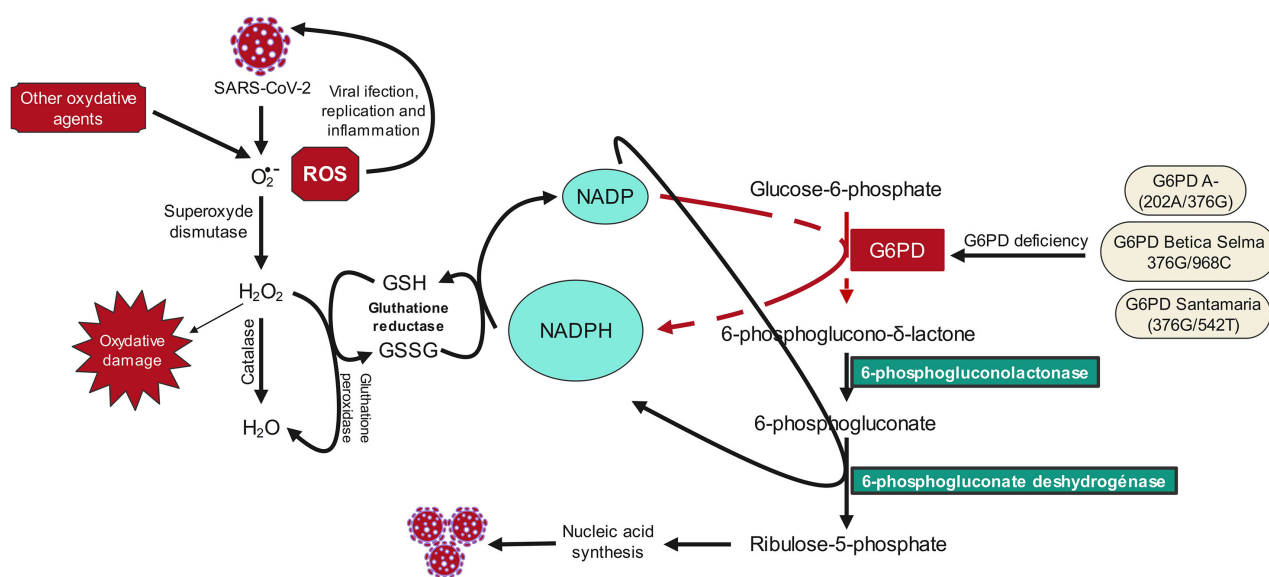 SARS-CoV-2
Other oxydative
agents
Viral ifection,
replication and
inflammation
O₂•−
ROS
Superoxyde
dismutase
H₂O₂
Oxydative
damage
Catalase
H₂O
Gluthatione
peroxidase
GSH
Gluthatione
reductase
GSSG
NADP
NADPH
Glucose-6-phosphate
G6PD
G6PD deficiency
G6PD A-
(202A/376G)
G6PD Betica Selma
376G/968C
G6PD Santamaria
(376G/542T)
6-phosphoglucono-δ-lactone
6-phosphogluconolactonase
6-phosphogluconate
6-phosphogluconate deshydrogénase
Ribulose-5-phosphate
Nucleic acid
synthesis